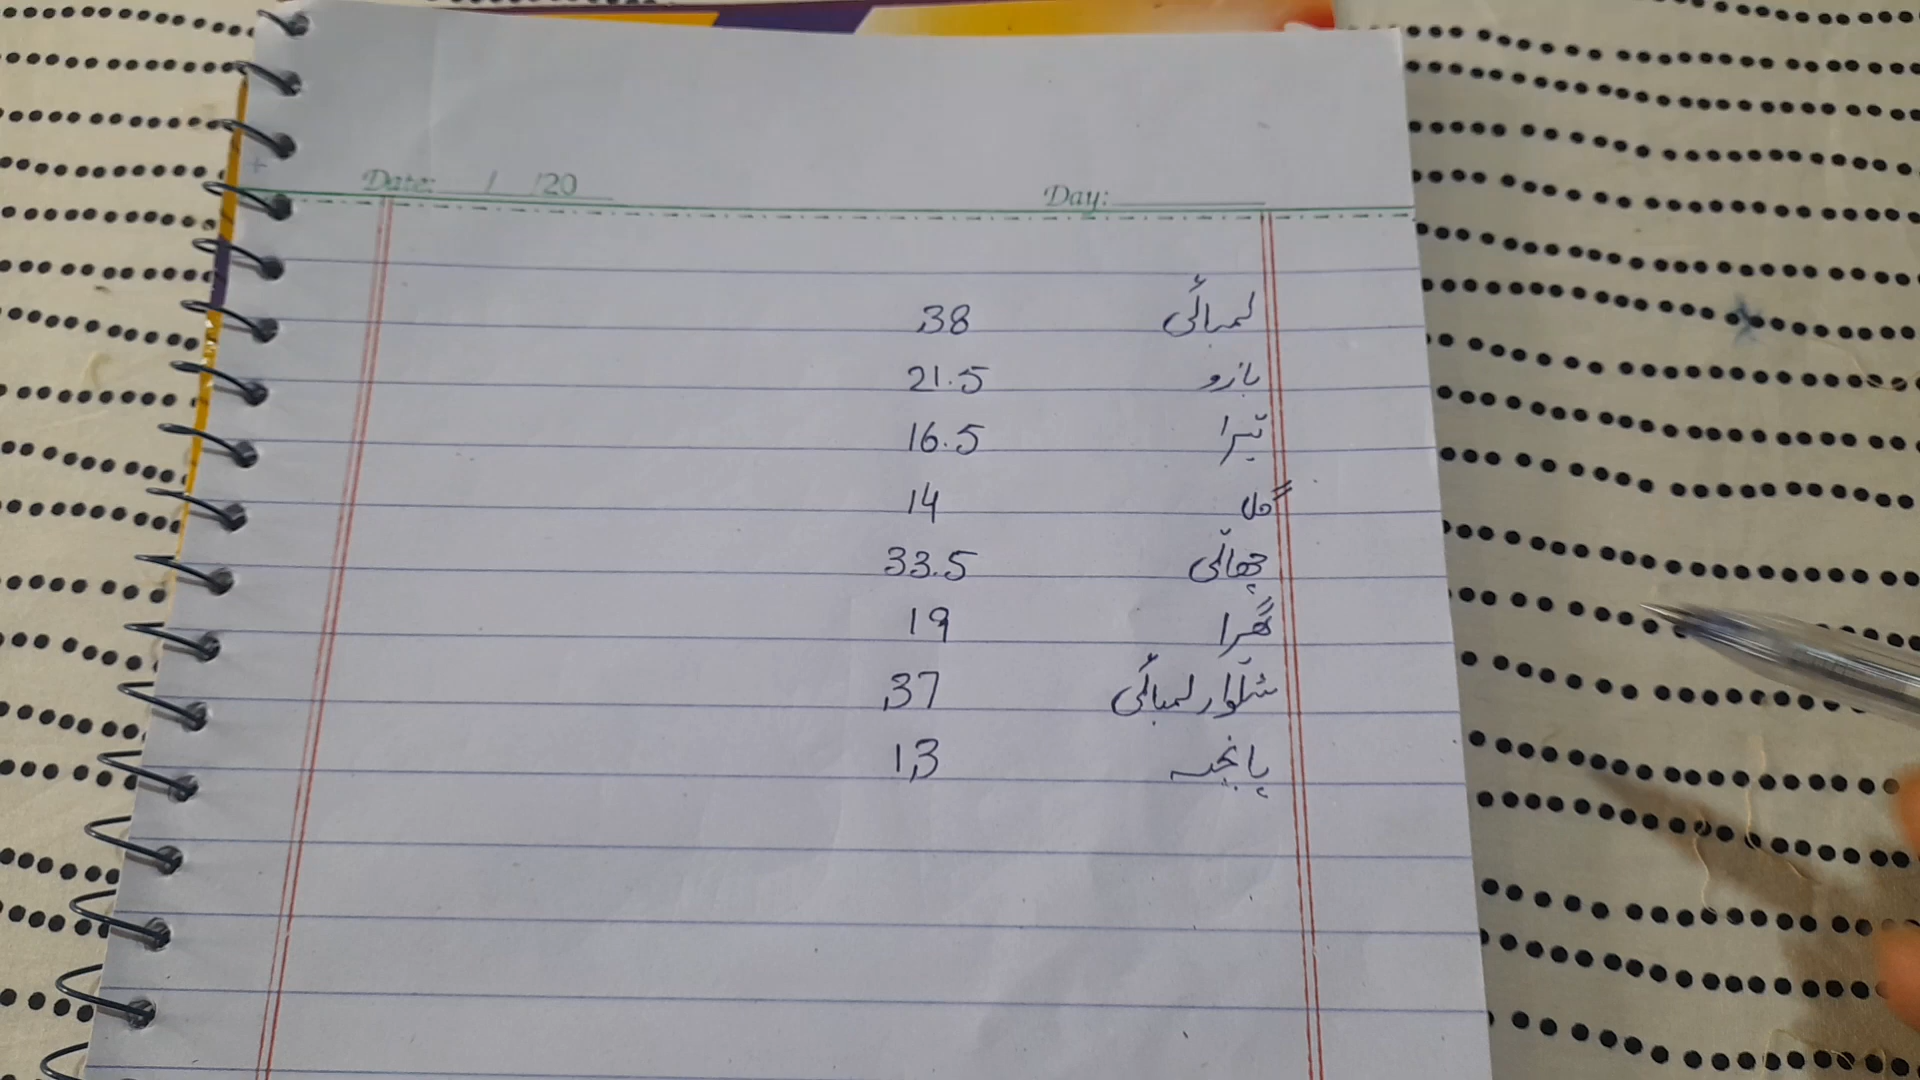 Date: / /20 Day:
لمبائی 38
بازو 21.5
تیرا 16.5
گلا 14
چھاتی 33.5
گھیرا 19
شلوار لمبائی 37
پانچہ 13